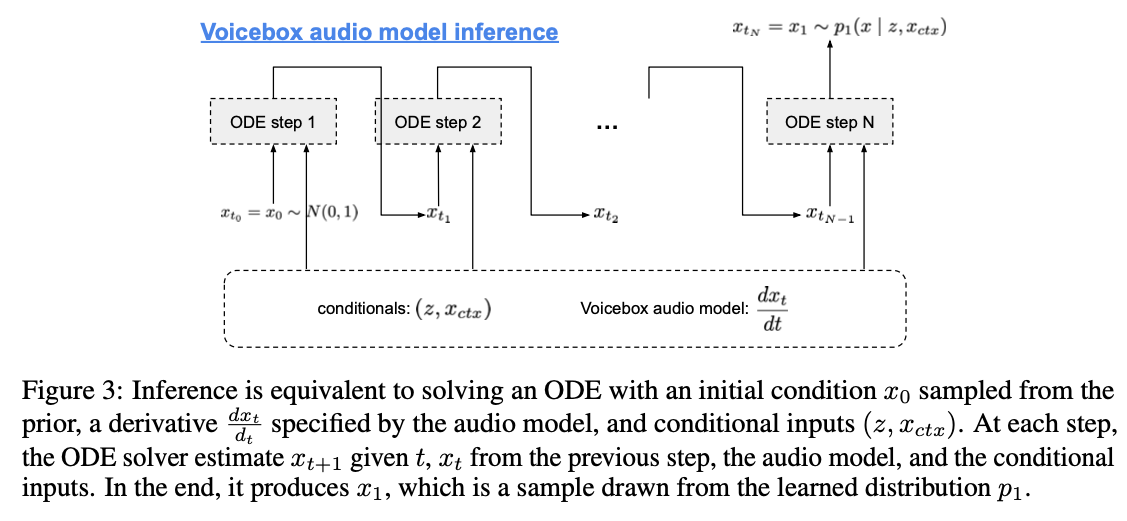 Voicebox audio model inference
x_{t_N} = x_1 ∼ p_1(x | z, x_{ctx})
ODE step 1
ODE step 2
...
ODE step N
x_{t_0} = x_0 ∼ N(0, 1)
x_{t_1}
x_{t_2}
x_{t_{N-1}}
conditionals: (z, x_{ctx})
Voicebox audio model: dx_t/dt
Figure 3: Inference is equivalent to solving an ODE with an initial condition x_0 sampled from the
prior, a derivative dx_t/d_t specified by the audio model, and conditional inputs (z, x_{ctx}). At each step,
the ODE solver estimate x_{t+1} given t, x_t from the previous step, the audio model, and the conditional
inputs. In the end, it produces x_1, which is a sample drawn from the learned distribution p_1.